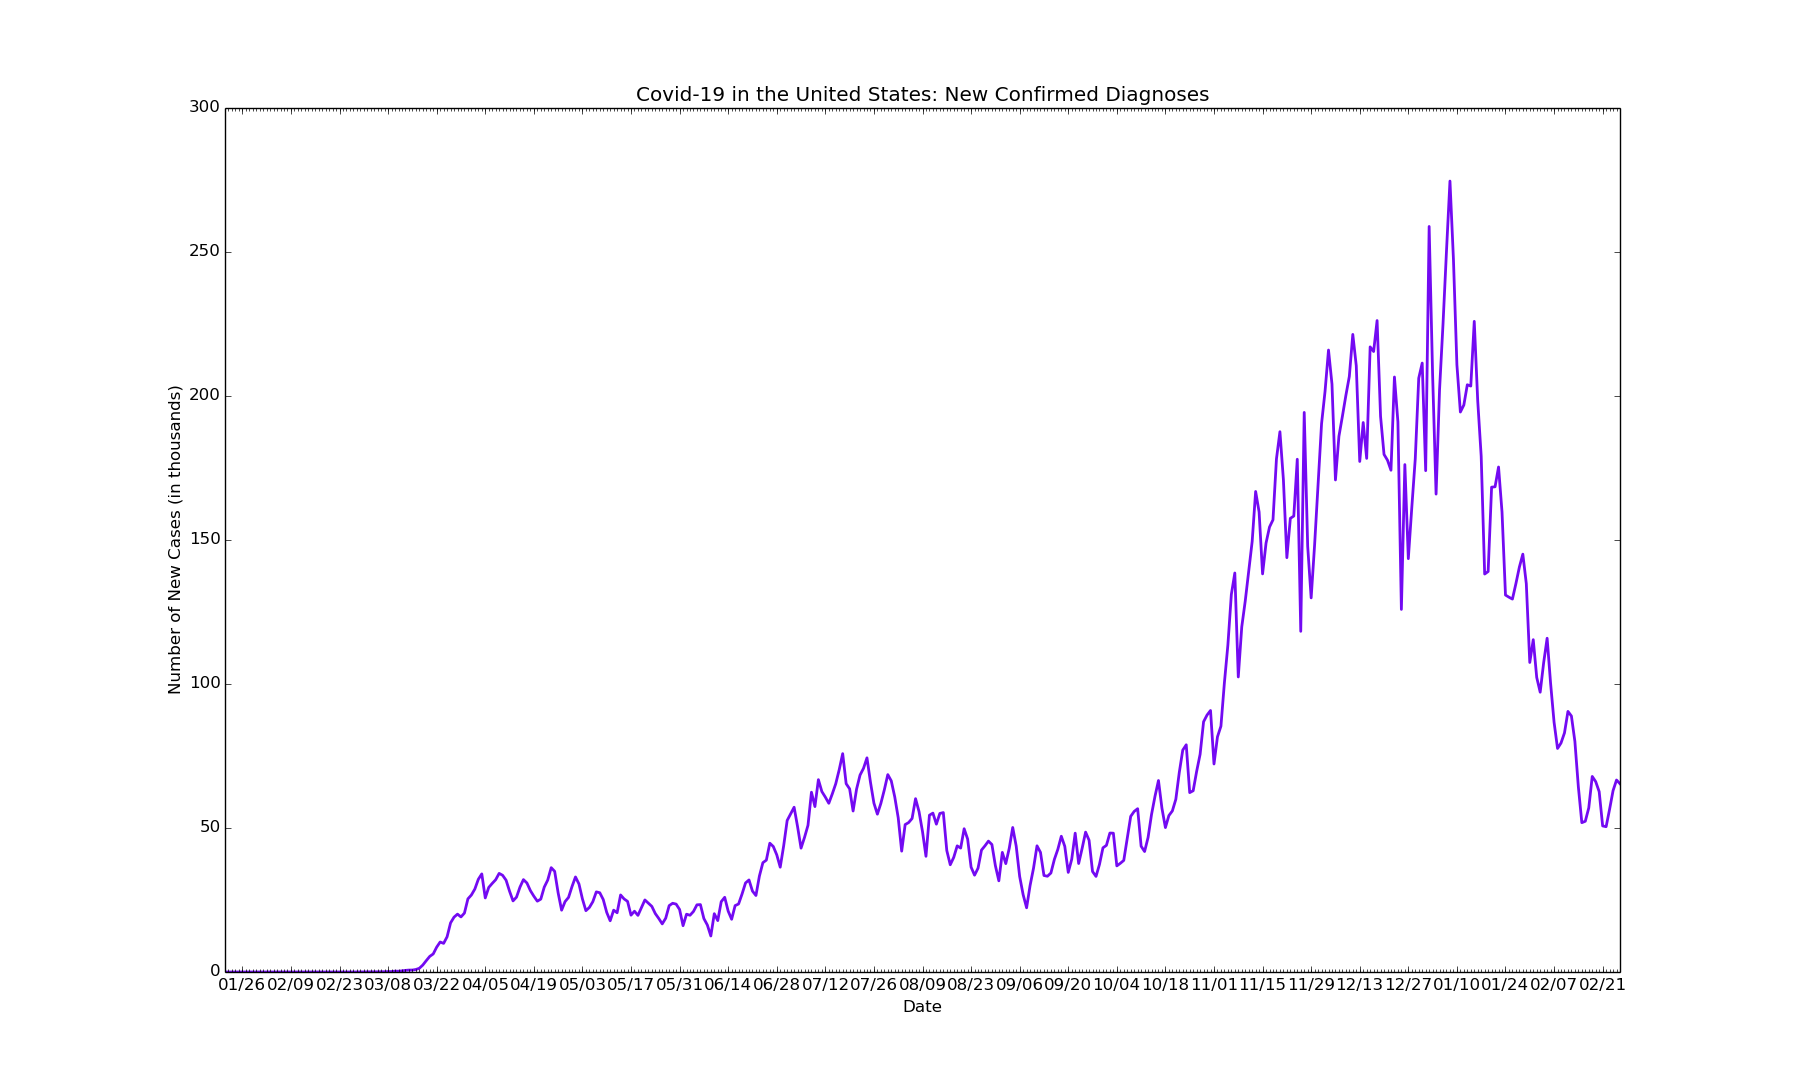 Covid-19 in the United States: New Confirmed Diagnoses
300
250
200
150
100
50
0
Number of New Cases (in thousands)
01/26 02/09 02/23 03/08 03/22 04/05 04/19 05/03 05/17 05/31 06/14 06/28 07/12 07/26 08/09 08/23 09/06 09/20 10/04 10/18 11/01 11/15 11/29 12/13 12/27 01/10 01/24 02/07 02/21
Date